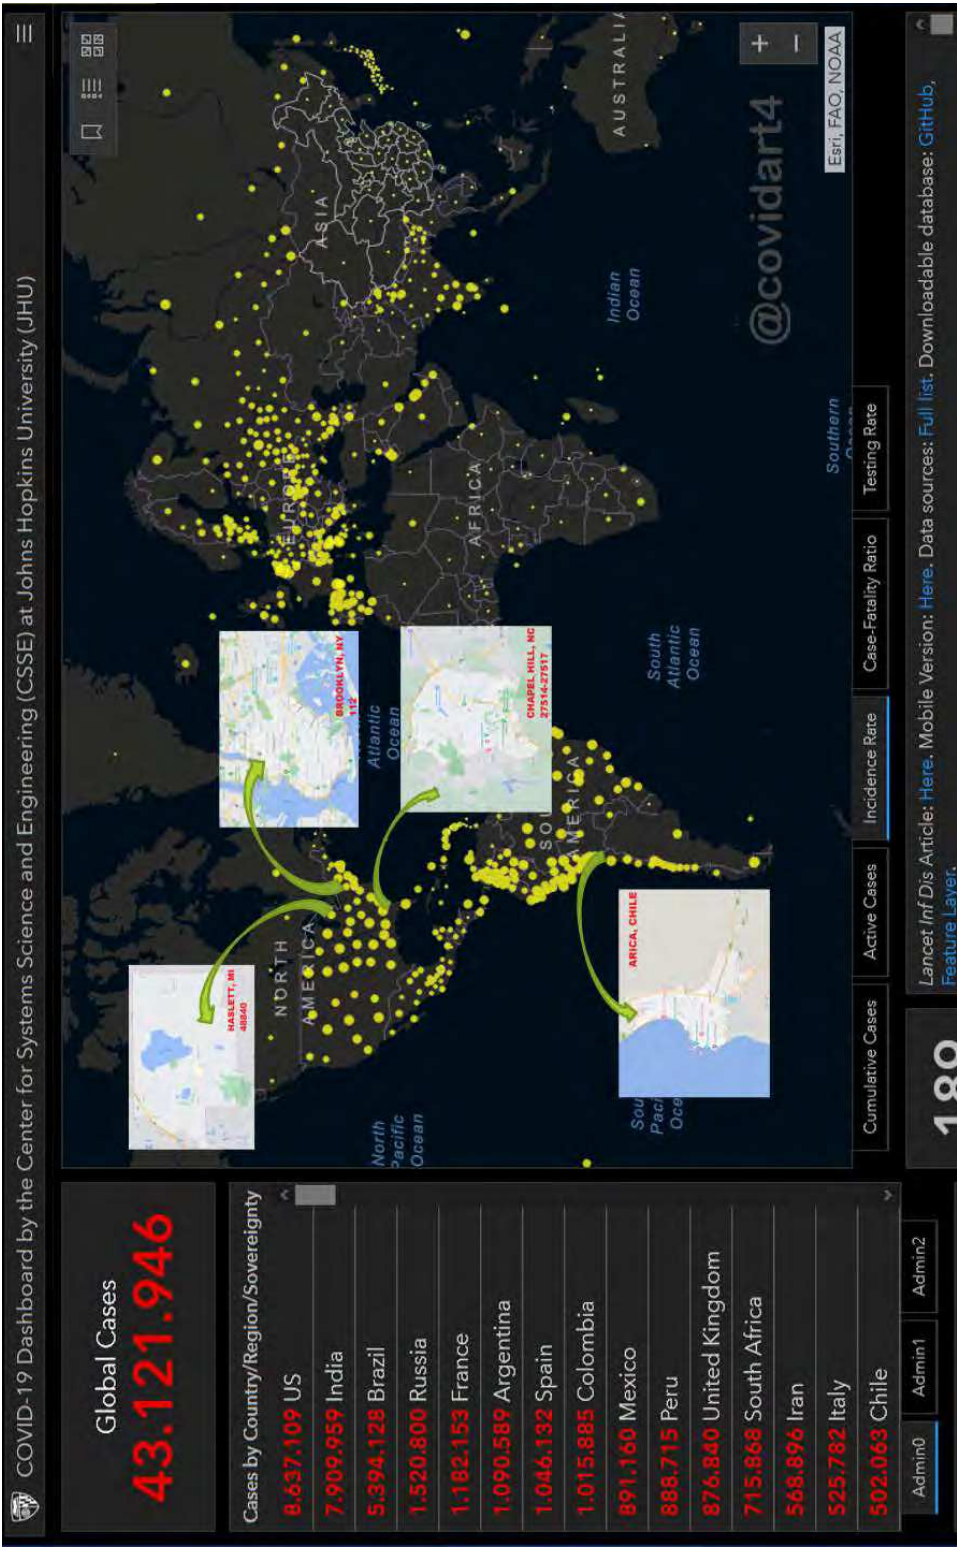 COVID-19 Dashboard by the Center for Systems Science and Engineering (CSSE) at Johns Hopkins University (JHU)
Global Cases
43.121.946
Cases by Country/Region/Sovereignty
8.637.109 US
7.909.959 India
5.394.128 Brazil
1.520.800 Russia
1.182.153 France
1.090.589 Argentina
1.046.132 Spain
1.015.885 Colombia
891.160 Mexico
888.715 Peru
876.840 United Kingdom
715.868 South Africa
568.896 Iran
525.782 Italy
502.063 Chile
Admin0
Admin1
Admin2
HASLETT, MI
48840
BROOKLYN, NY
112
CHAPEL HILL, NC
27514-27517
ARICA, CHILE
NORTH
AMERICA
ASIA
AFRICA
AUSTRALIA
North
Pacific
Ocean
Atlantic
Ocean
South
Atlantic
Ocean
Indian
Ocean
Southern
@covidart4
Esri, FAO, NOAA
Cumulative Cases
Active Cases
Incidence Rate
Case-Fatality Ratio
Testing Rate
189
Lancet Inf Dis Article: Here. Mobile Version: Here. Data sources: Full list. Downloadable database: GitHub,
Feature Layer.